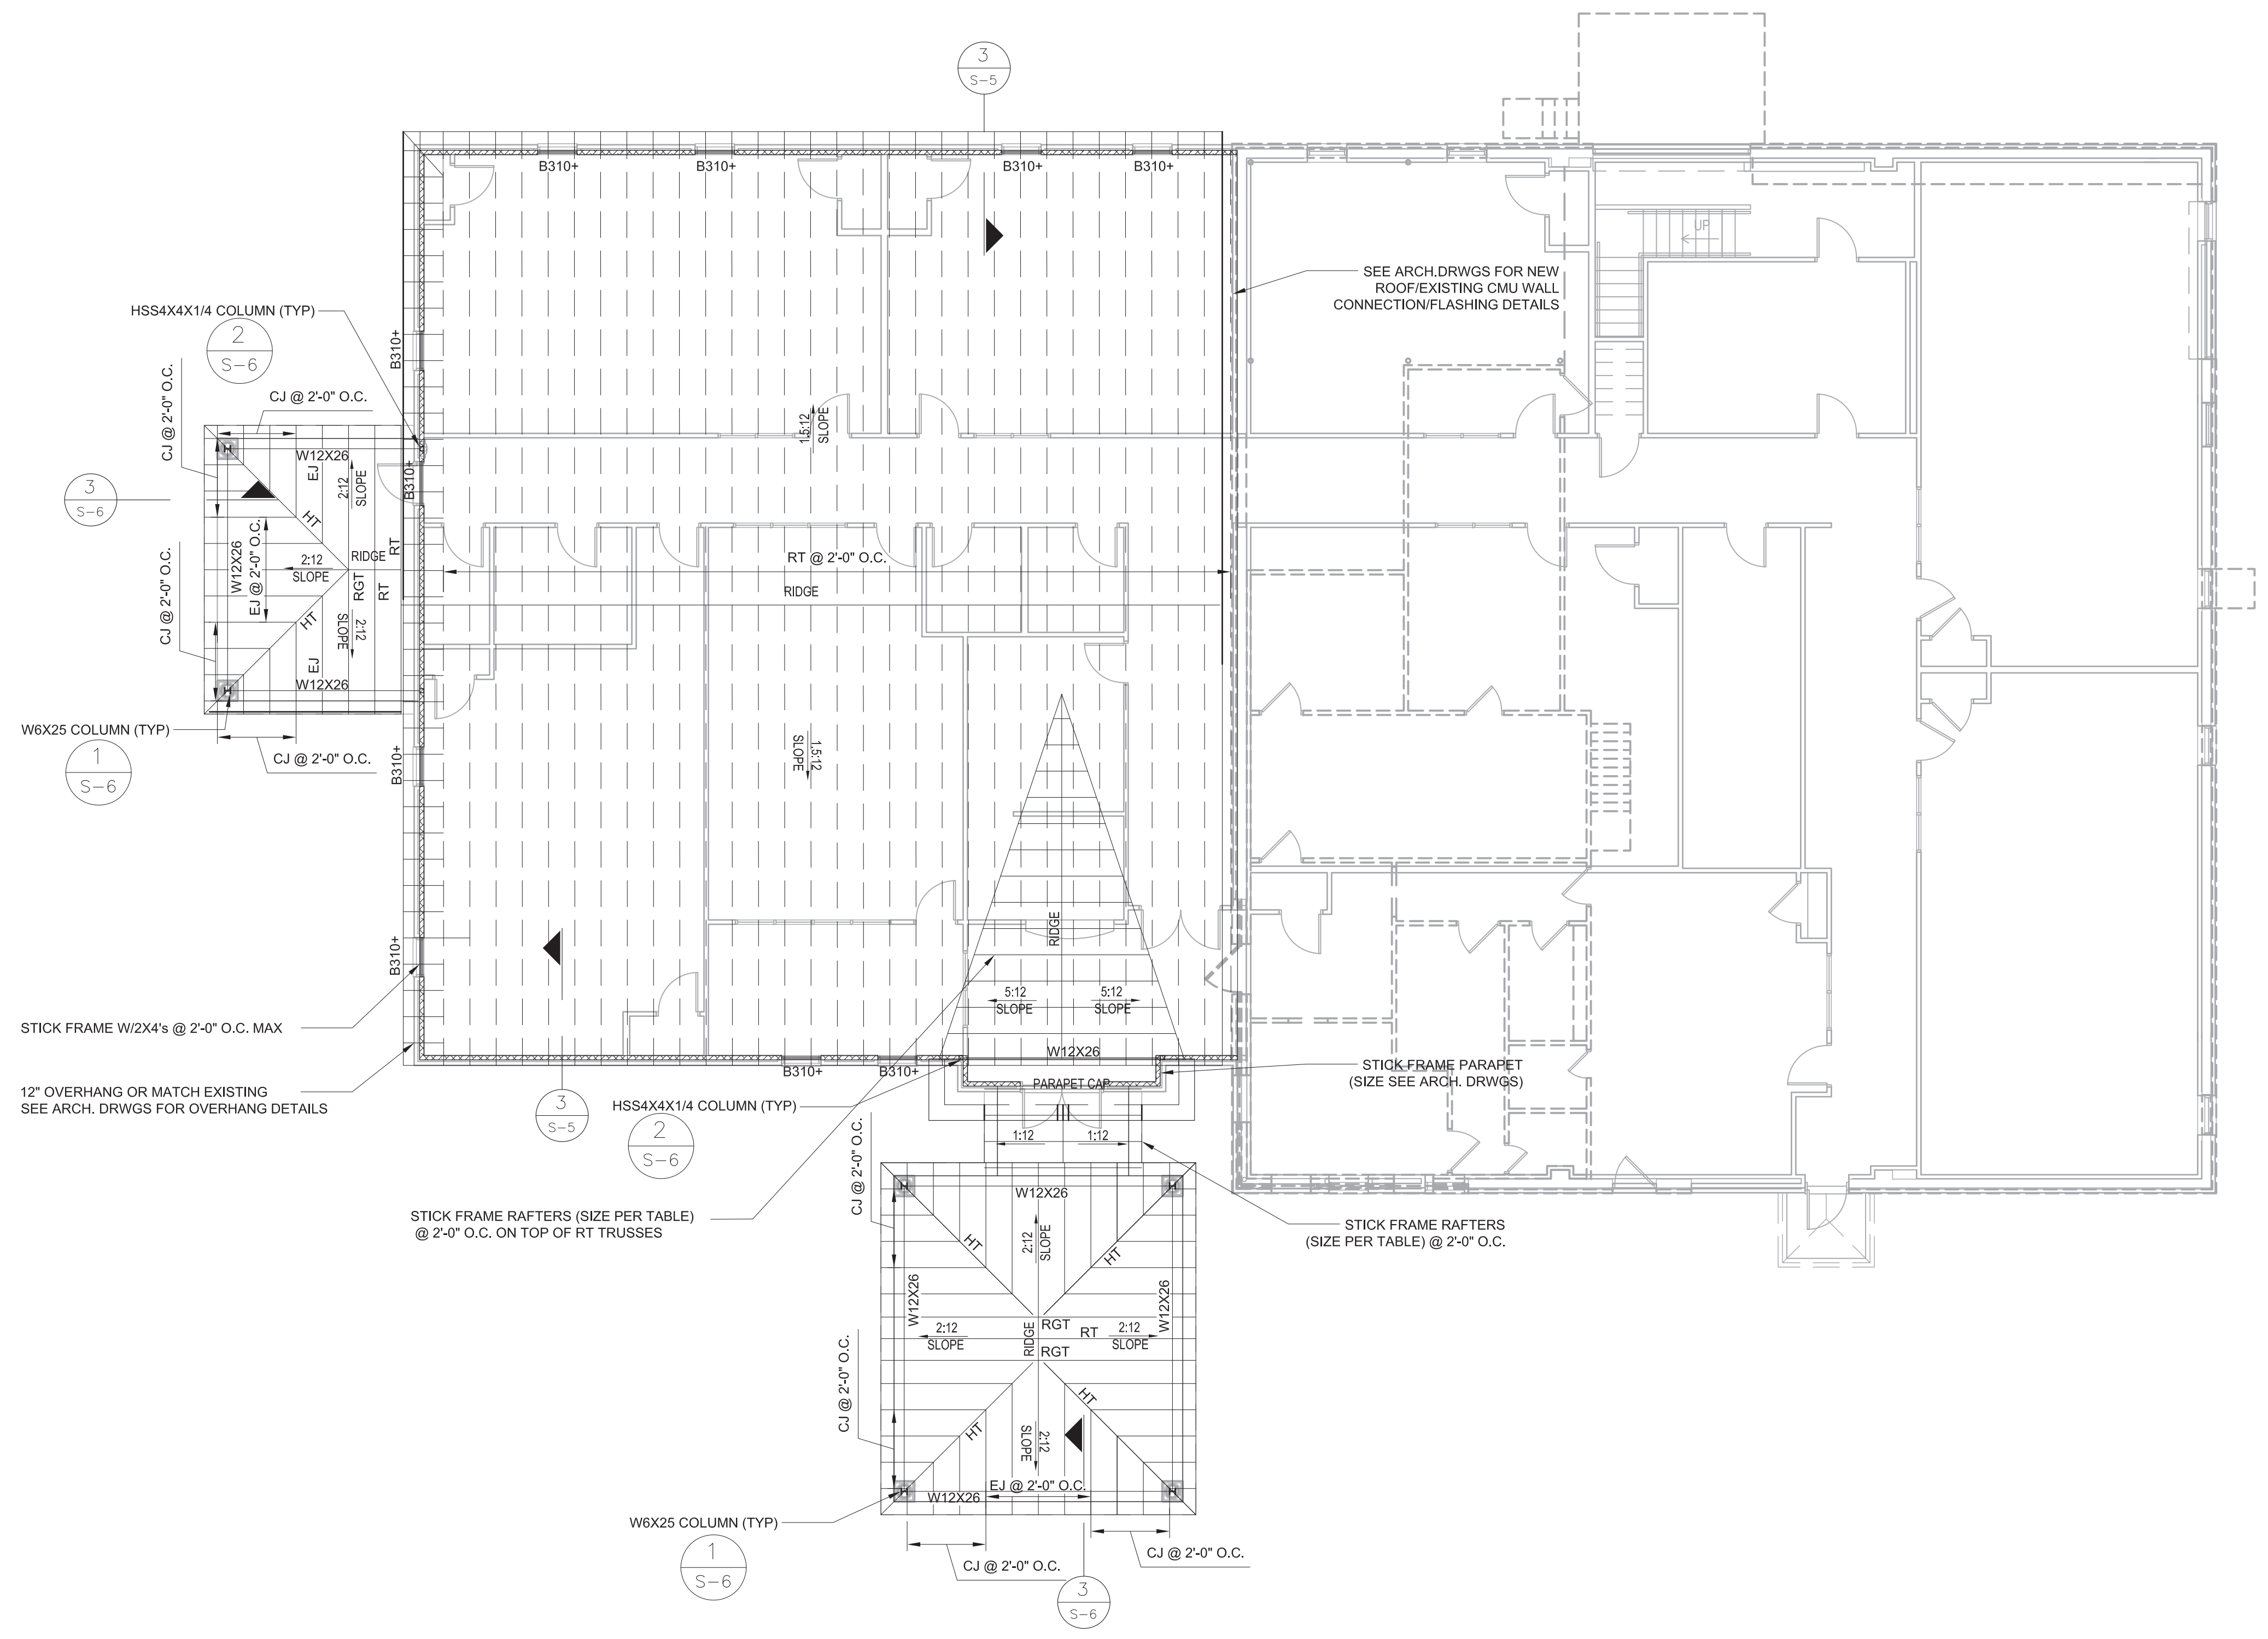 3
S-5
B310+
B310+
B310+
B310+
UP
SEE ARCH.DRWGS FOR NEW
ROOF/EXISTING CMU WALL
CONNECTION/FLASHING DETAILS
HSS4X4X1/4 COLUMN (TYP)
2
S-6
B310+
CJ @ 2'-0" O.C.
CJ @ 2'-0" O.C.
1.5:12
SLOPE
W12X26
EJ
2:12
SLOPE
B310+
3
S-6
HT
W12X26
EJ @ 2'-0" O.C.
2:12
SLOPE
RIDGE
RT
RGT
RT
RT @ 2'-0" O.C.
RIDGE
CJ @ 2'-0" O.C.
HT
2:12
SLOPE
EJ
W12X26
W6X25 COLUMN (TYP)
1
S-6
CJ @ 2'-0" O.C.
B310+
1.5:12
SLOPE
B310+
RIDGE
5:12
SLOPE
5:12
SLOPE
STICK FRAME W/2X4's @ 2'-0" O.C. MAX
W12X26
B310+
B310+
PARAPET CAP
STICK FRAME PARAPET
(SIZE SEE ARCH. DRWGS)
12" OVERHANG OR MATCH EXISTING
SEE ARCH. DRWGS FOR OVERHANG DETAILS
3
S-5
HSS4X4X1/4 COLUMN (TYP)
2
S-6
1:12
1:12
CJ @ 2'-0" O.C.
W12X26
STICK FRAME RAFTERS (SIZE PER TABLE)
@ 2'-0" O.C. ON TOP OF RT TRUSSES
STICK FRAME RAFTERS
(SIZE PER TABLE) @ 2'-0" O.C.
2:12
SLOPE
HT
HT
W12X26
W12X26
2:12
SLOPE
RIDGE
RGT
RT
RGT
2:12
SLOPE
CJ @ 2'-0" O.C.
HT
HT
2:12
SLOPE
EJ @ 2'-0" O.C.
W12X26
W6X25 COLUMN (TYP)
1
S-6
CJ @ 2'-0" O.C.
CJ @ 2'-0" O.C.
3
S-6